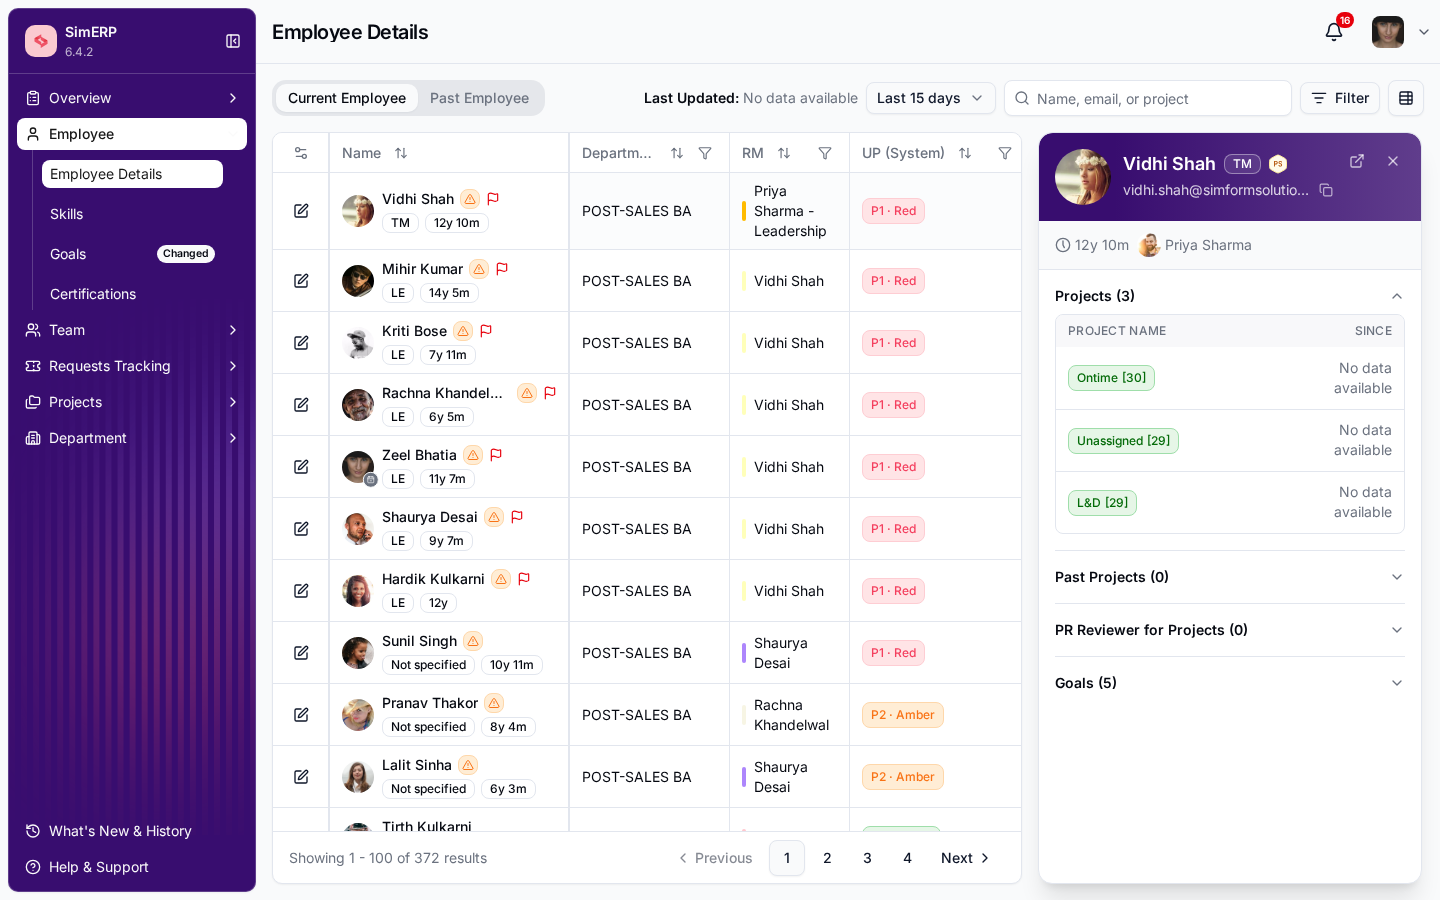 SimERP
6.4.2
Overview
Employee
Employee Details
Skills
Goals Changed
Certifications
Team
Requests Tracking
Projects
Department
What's New & History
Help & Support
Employee Details
16
Current Employee Past Employee
Last Updated: No data available
Last 15 days
Name, email, or project
Filter
Name Departm... RM UP (System)
Vidhi Shah
TM 12y 10m
POST-SALES BA
Priya
Sharma -
Leadership
P1 · Red
Mihir Kumar
LE 14y 5m
POST-SALES BA
Vidhi Shah
P1 · Red
Kriti Bose
LE 7y 11m
POST-SALES BA
Vidhi Shah
P1 · Red
Rachna Khandel...
LE 6y 5m
POST-SALES BA
Vidhi Shah
P1 · Red
Zeel Bhatia
LE 11y 7m
POST-SALES BA
Vidhi Shah
P1 · Red
Shaurya Desai
LE 9y 7m
POST-SALES BA
Vidhi Shah
P1 · Red
Hardik Kulkarni
LE 12y
POST-SALES BA
Vidhi Shah
P1 · Red
Sunil Singh
Not specified 10y 11m
POST-SALES BA
Shaurya
Desai
P1 · Red
Pranav Thakor
Not specified 8y 4m
POST-SALES BA
Rachna
Khandelwal
P2 · Amber
Lalit Sinha
Not specified 6y 3m
POST-SALES BA
Shaurya
Desai
P2 · Amber
Tirth Kulkarni
Showing 1 - 100 of 372 results
Previous 1 2 3 4 Next
Vidhi Shah TM PS
vidhi.shah@simformsolutio...
12y 10m Priya Sharma
Projects (3)
PROJECT NAME SINCE
Ontime [30]
No data
available
Unassigned [29]
No data
available
L&D [29]
No data
available
Past Projects (0)
PR Reviewer for Projects (0)
Goals (5)